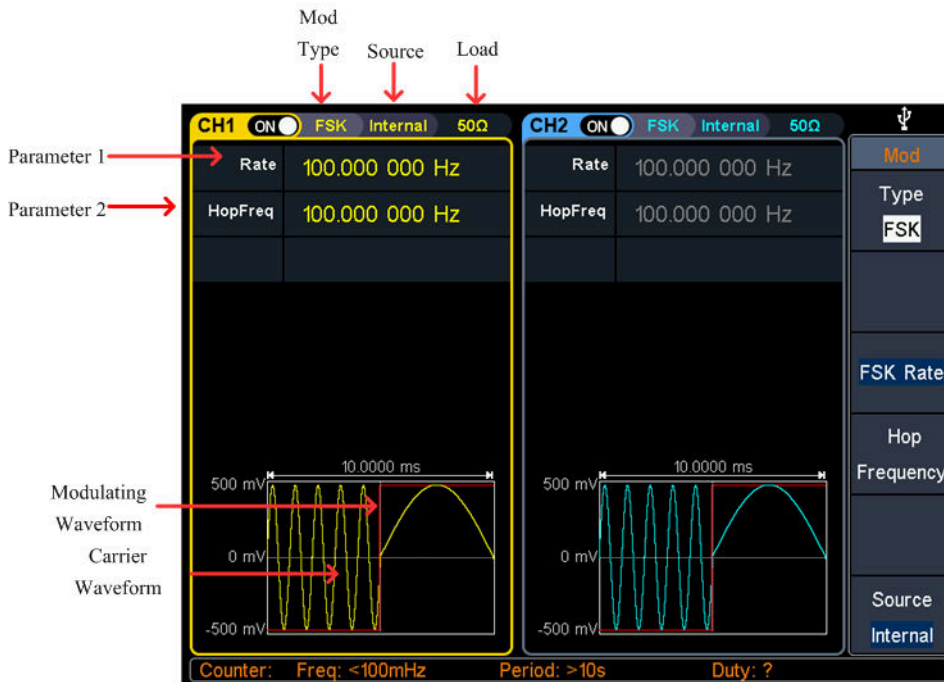 Mod
Type
Source
Load
CH1 ON FSK Internal 50Ω
CH2 ON FSK Internal 50Ω
Parameter 1
Rate 100.000 000 Hz
Parameter 2
HopFreq 100.000 000 Hz
Rate 100.000 000 Hz
HopFreq 100.000 000 Hz
Mod
Type
FSK
FSK Rate
Hop
Frequency
Source
Internal
Modulating
Waveform
Carrier
Waveform
10.0000 ms
500 mV
0 mV
-500 mV
10.0000 ms
500 mV
0 mV
-500 mV
Counter: Freq: <100mHz Period: >10s Duty: ?